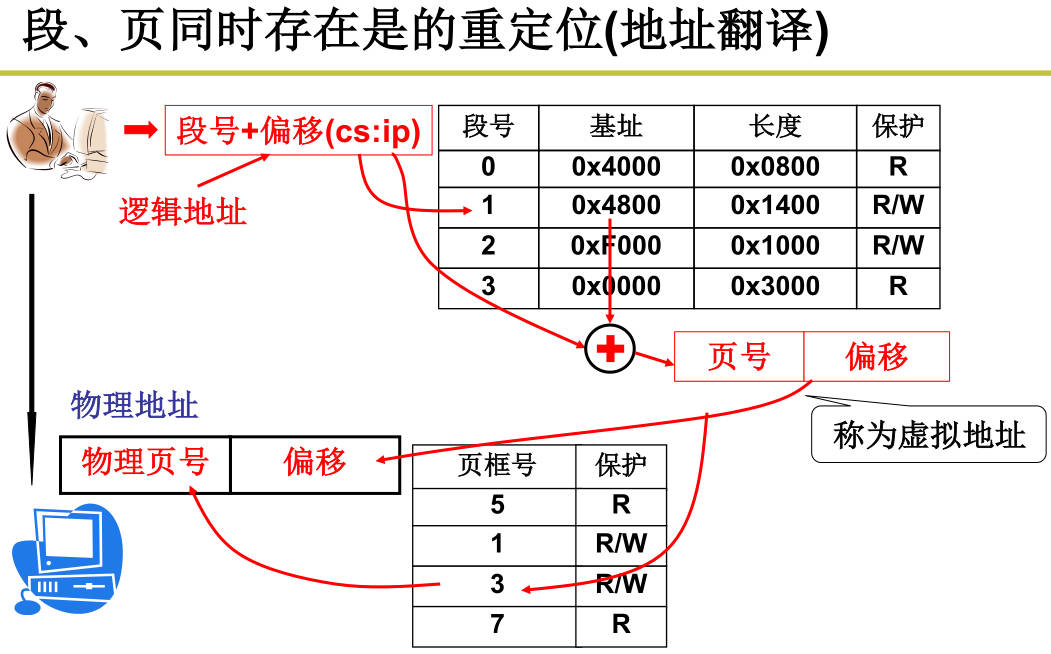 段、页同时存在是的重定位(地址翻译)
段号+偏移(cs:ip)
逻辑地址
段号 基址 长度 保护
0 0x4000 0x0800 R
1 0x4800 0x1400 R/W
2 0xF000 0x1000 R/W
3 0x0000 0x3000 R
页号 偏移
称为虚拟地址
物理地址
物理页号 偏移
页框号 保护
5 R
1 R/W
3 R/W
7 R